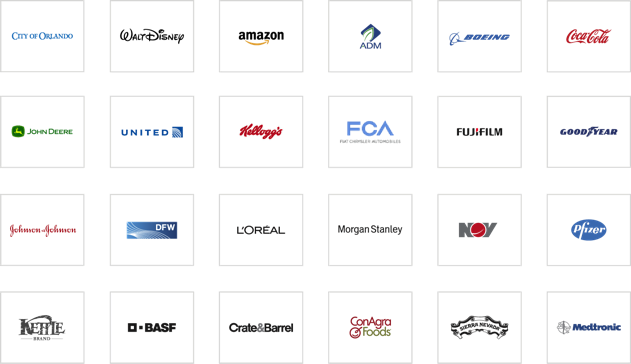 City of Orlando
Walt Disney
amazon
ADM
BOEING
Coca-Cola
John Deere
UNITED
Kellogg's
FCA
FIAT CHRYSLER AUTOMOBILES
FUJIFILM
GOODYEAR
Johnson & Johnson
DFW
L'ORÉAL
Morgan Stanley
NOV
Pfizer
KETTLE
BRAND
BASF
Crate&Barrel
ConAgra
Foods
SIERRA NEVADA
Medtronic